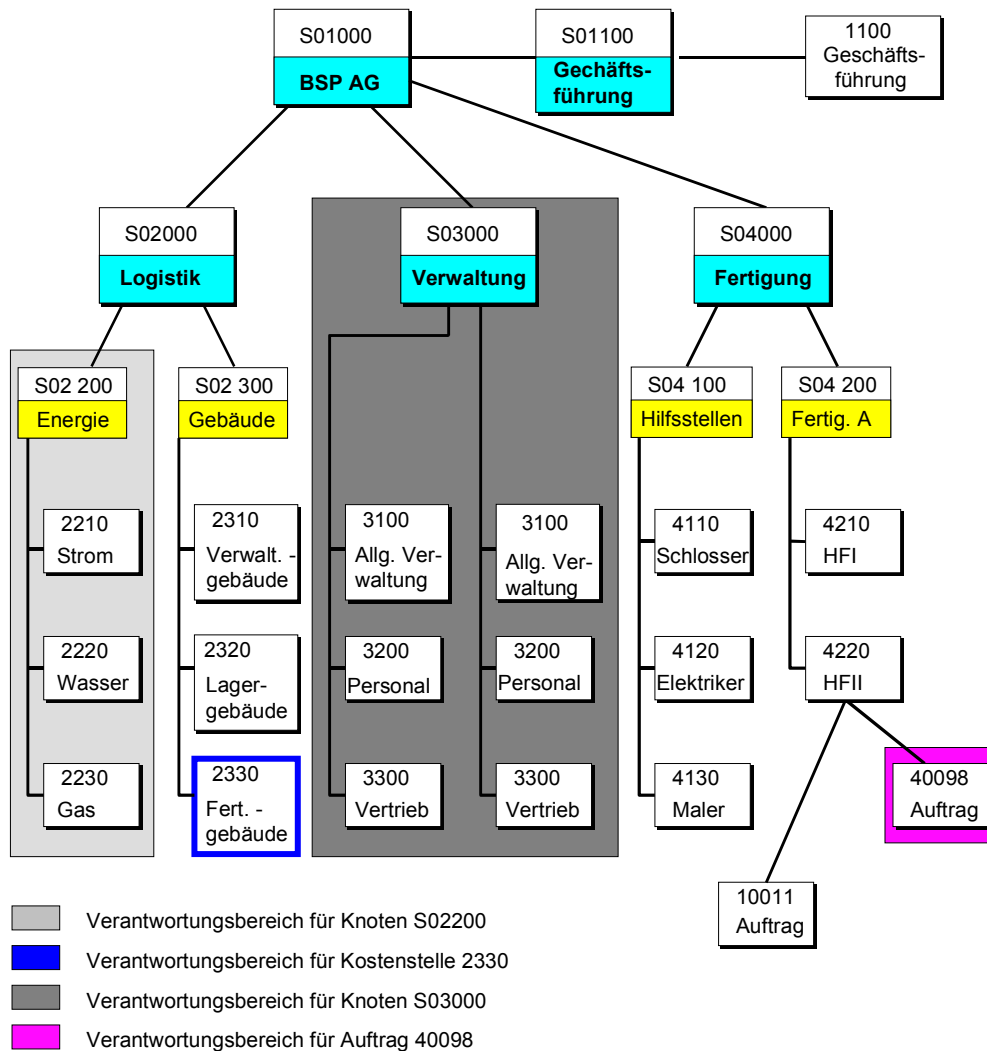 S01000
BSP AG
S01100
Gechäfts-
führung
1100
Geschäfts-
führung
S02000
Logistik
S03000
Verwaltung
S04000
Fertigung
S02 200
Energie
S02 300
Gebäude
S04 100
Hilfsstellen
S04 200
Fertig. A
2210
Strom
2310
Verwalt. -
gebäude
3100
Allg. Ver-
waltung
3100
Allg. Ver-
waltung
4110
Schlosser
4210
HFI
2220
Wasser
2320
Lager-
gebäude
3200
Personal
3200
Personal
4120
Elektriker
4220
HFII
2230
Gas
2330
Fert. -
gebäude
3300
Vertrieb
3300
Vertrieb
4130
Maler
40098
Auftrag
10011
Auftrag
Verantwortungsbereich für Knoten S02200
Verantwortungsbereich für Kostenstelle 2330
Verantwortungsbereich für Knoten S03000
Verantwortungsbereich für Auftrag 40098